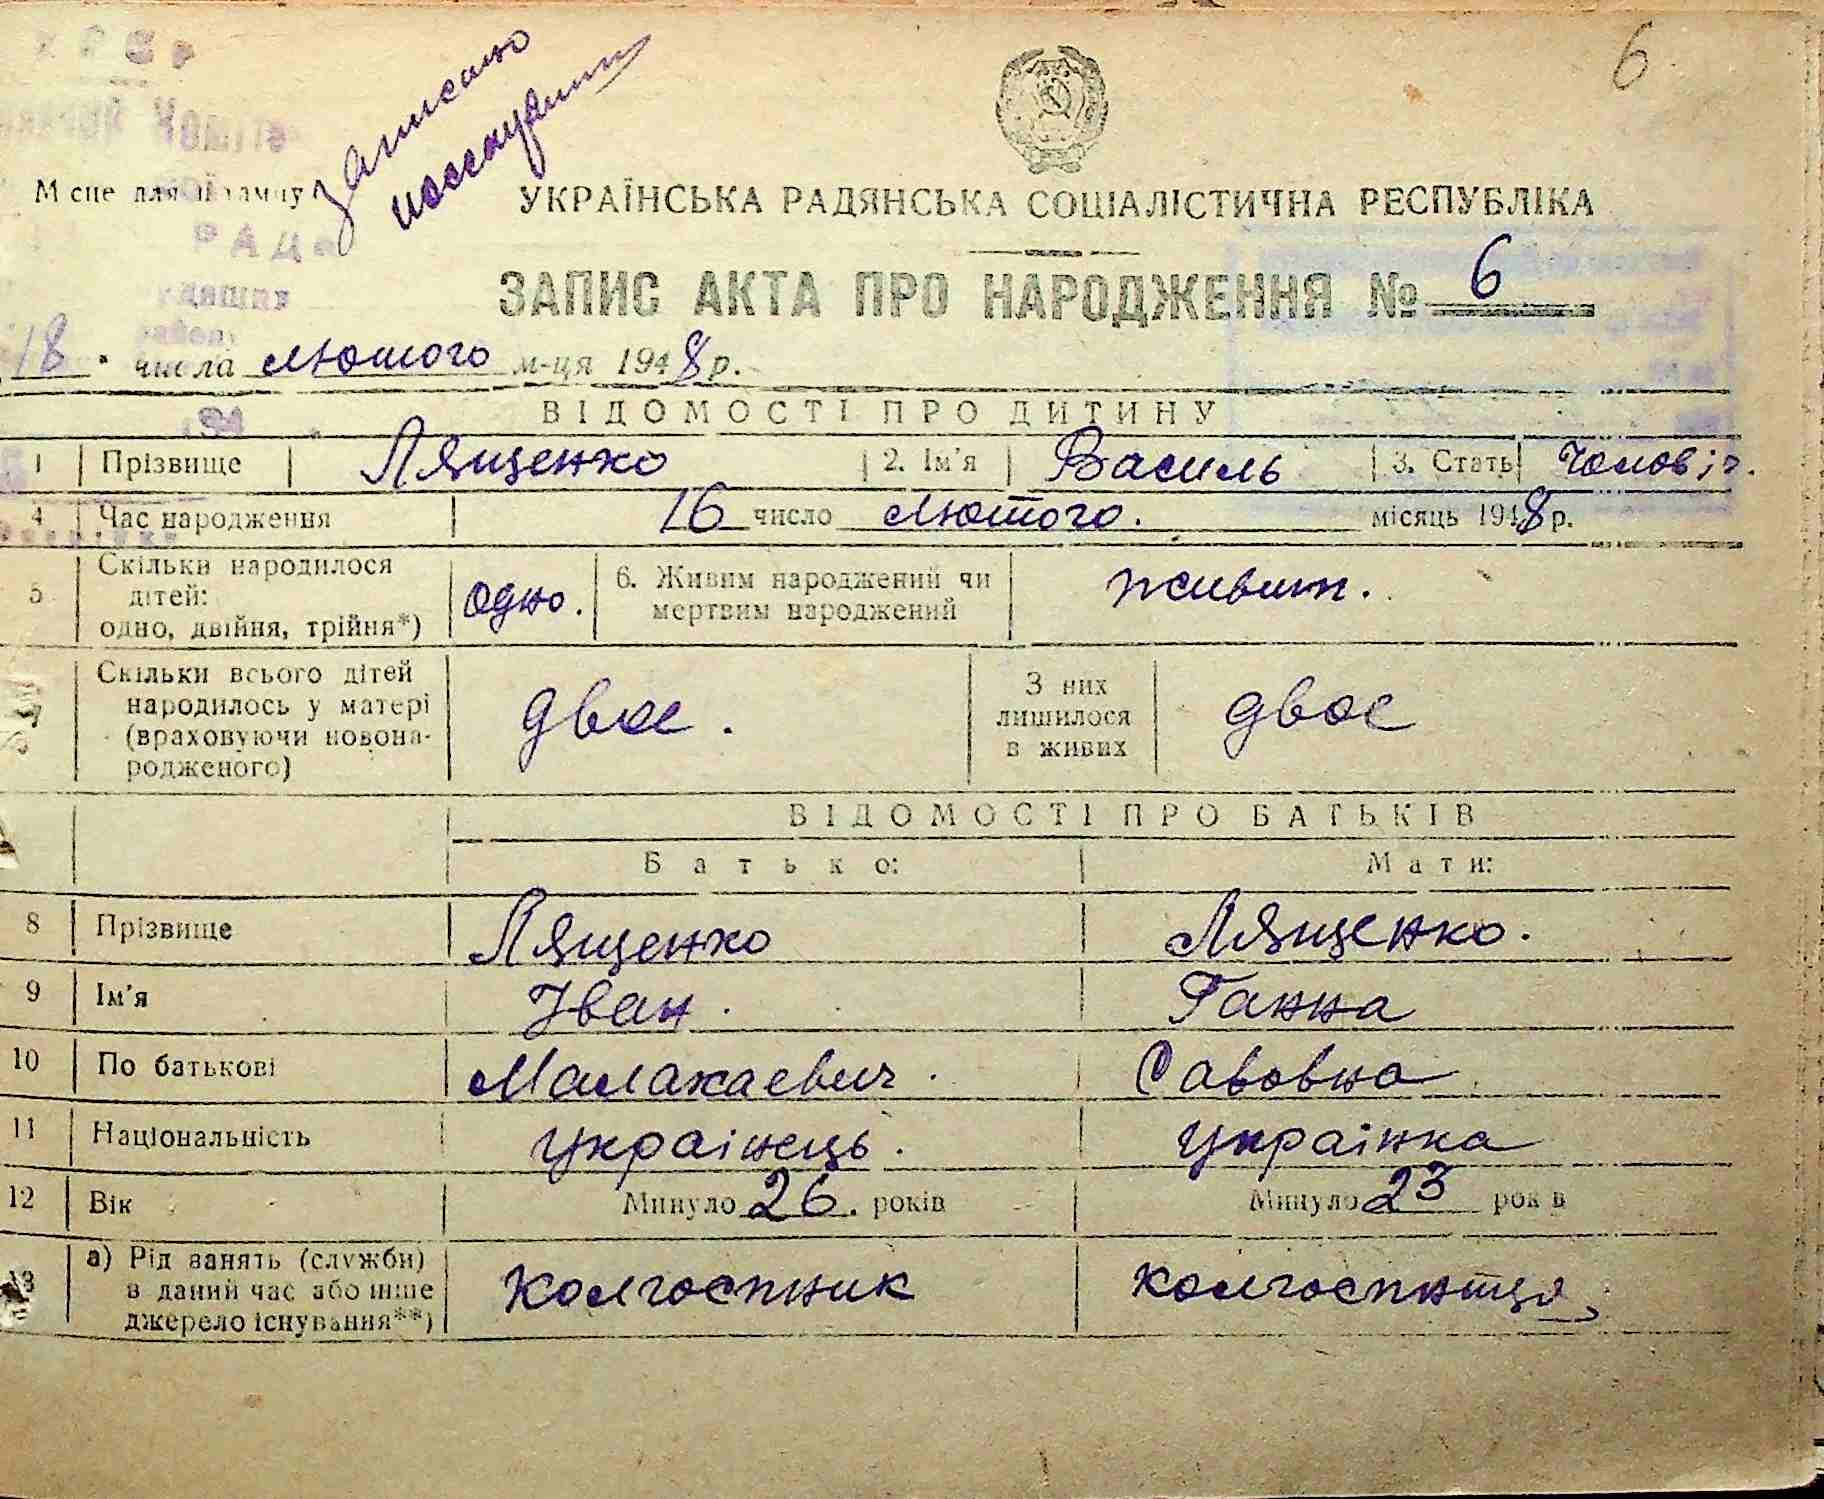 6
записано
Місце для штампу
УКРАЇНСЬКА РАДЯНСЬКА СОЦІАЛІСТИЧНА РЕСПУБЛІКА
РАДА
ЗАПИС АКТА ПРО НАРОДЖЕННЯ № 6
18 числа лютого м-ця 1948 р.
ВІДОМОСТІ ПРО ДИТИНУ
1 Прізвище Лященко 2. Ім'я Василь 3. Стать Чоловіч.
4 Час народження 16 число лютого. місяць 1948 р.
5 Скільки народилося дітей: одно, двійня, трійня*) одно. 6. Живим народжений чи мертвим народжений живим.
7 Скільки всього дітей народилось у матері (враховуючи новонародженого) двоє. З них лишилося в живих двоє
ВІДОМОСТІ ПРО БАТЬКІВ
Батько: Мати:
8 Прізвище Лященко Лященко.
9 Ім'я Іван. Ганна
10 По батькові Малахаевич. Савовна
11 Національність українець. українка
12 Вік Минуло 26. років Минуло 23 років
13 а) Рід занять (служби) в даний час або інше джерело існування**) колгоспник колгоспниця